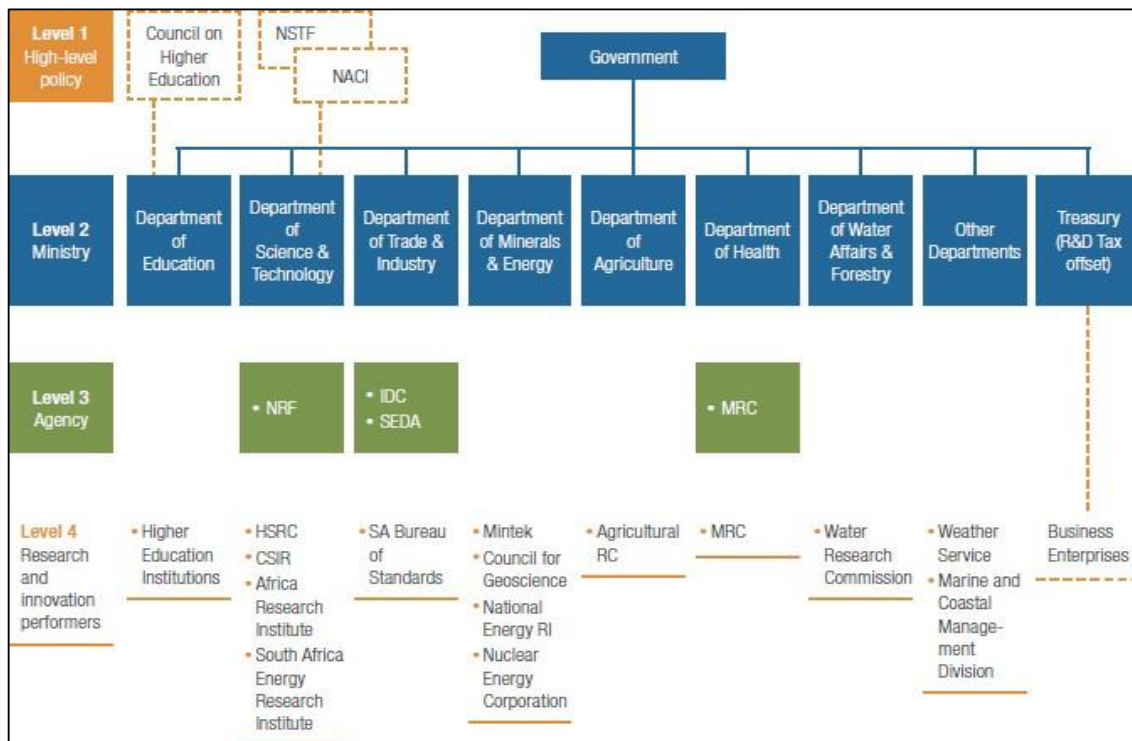 Level 1
High-level
policy
Council on
Higher
Education
NSTF
NACI
Government
Level 2
Ministry
Department
of
Education
Department
of
Science &
Technology
Department
of Trade &
Industry
Department
of Minerals
& Energy
Department
of
Agriculture
Department
of Health
Department
of Water
Affairs &
Forestry
Other
Departments
Treasury
(R&D Tax
offset)
Level 3
Agency
• NRF
• IDC
• SEDA
• MRC
Level 4
Research
and
innovation
performers
• Higher
Education
Institutions
• HSRC
• CSIR
• Africa
Research
Institute
• South Africa
Energy
Research
Institute
• SA Bureau
of
Standards
• Mintek
• Council for
Geoscience
• National
Energy RI
• Nuclear
Energy
Corporation
• Agricultural
RC
• MRC
• Water
Research
Commission
• Weather
Service
• Marine and
Coastal
Manage-
ment
Division
Business
Enterprises